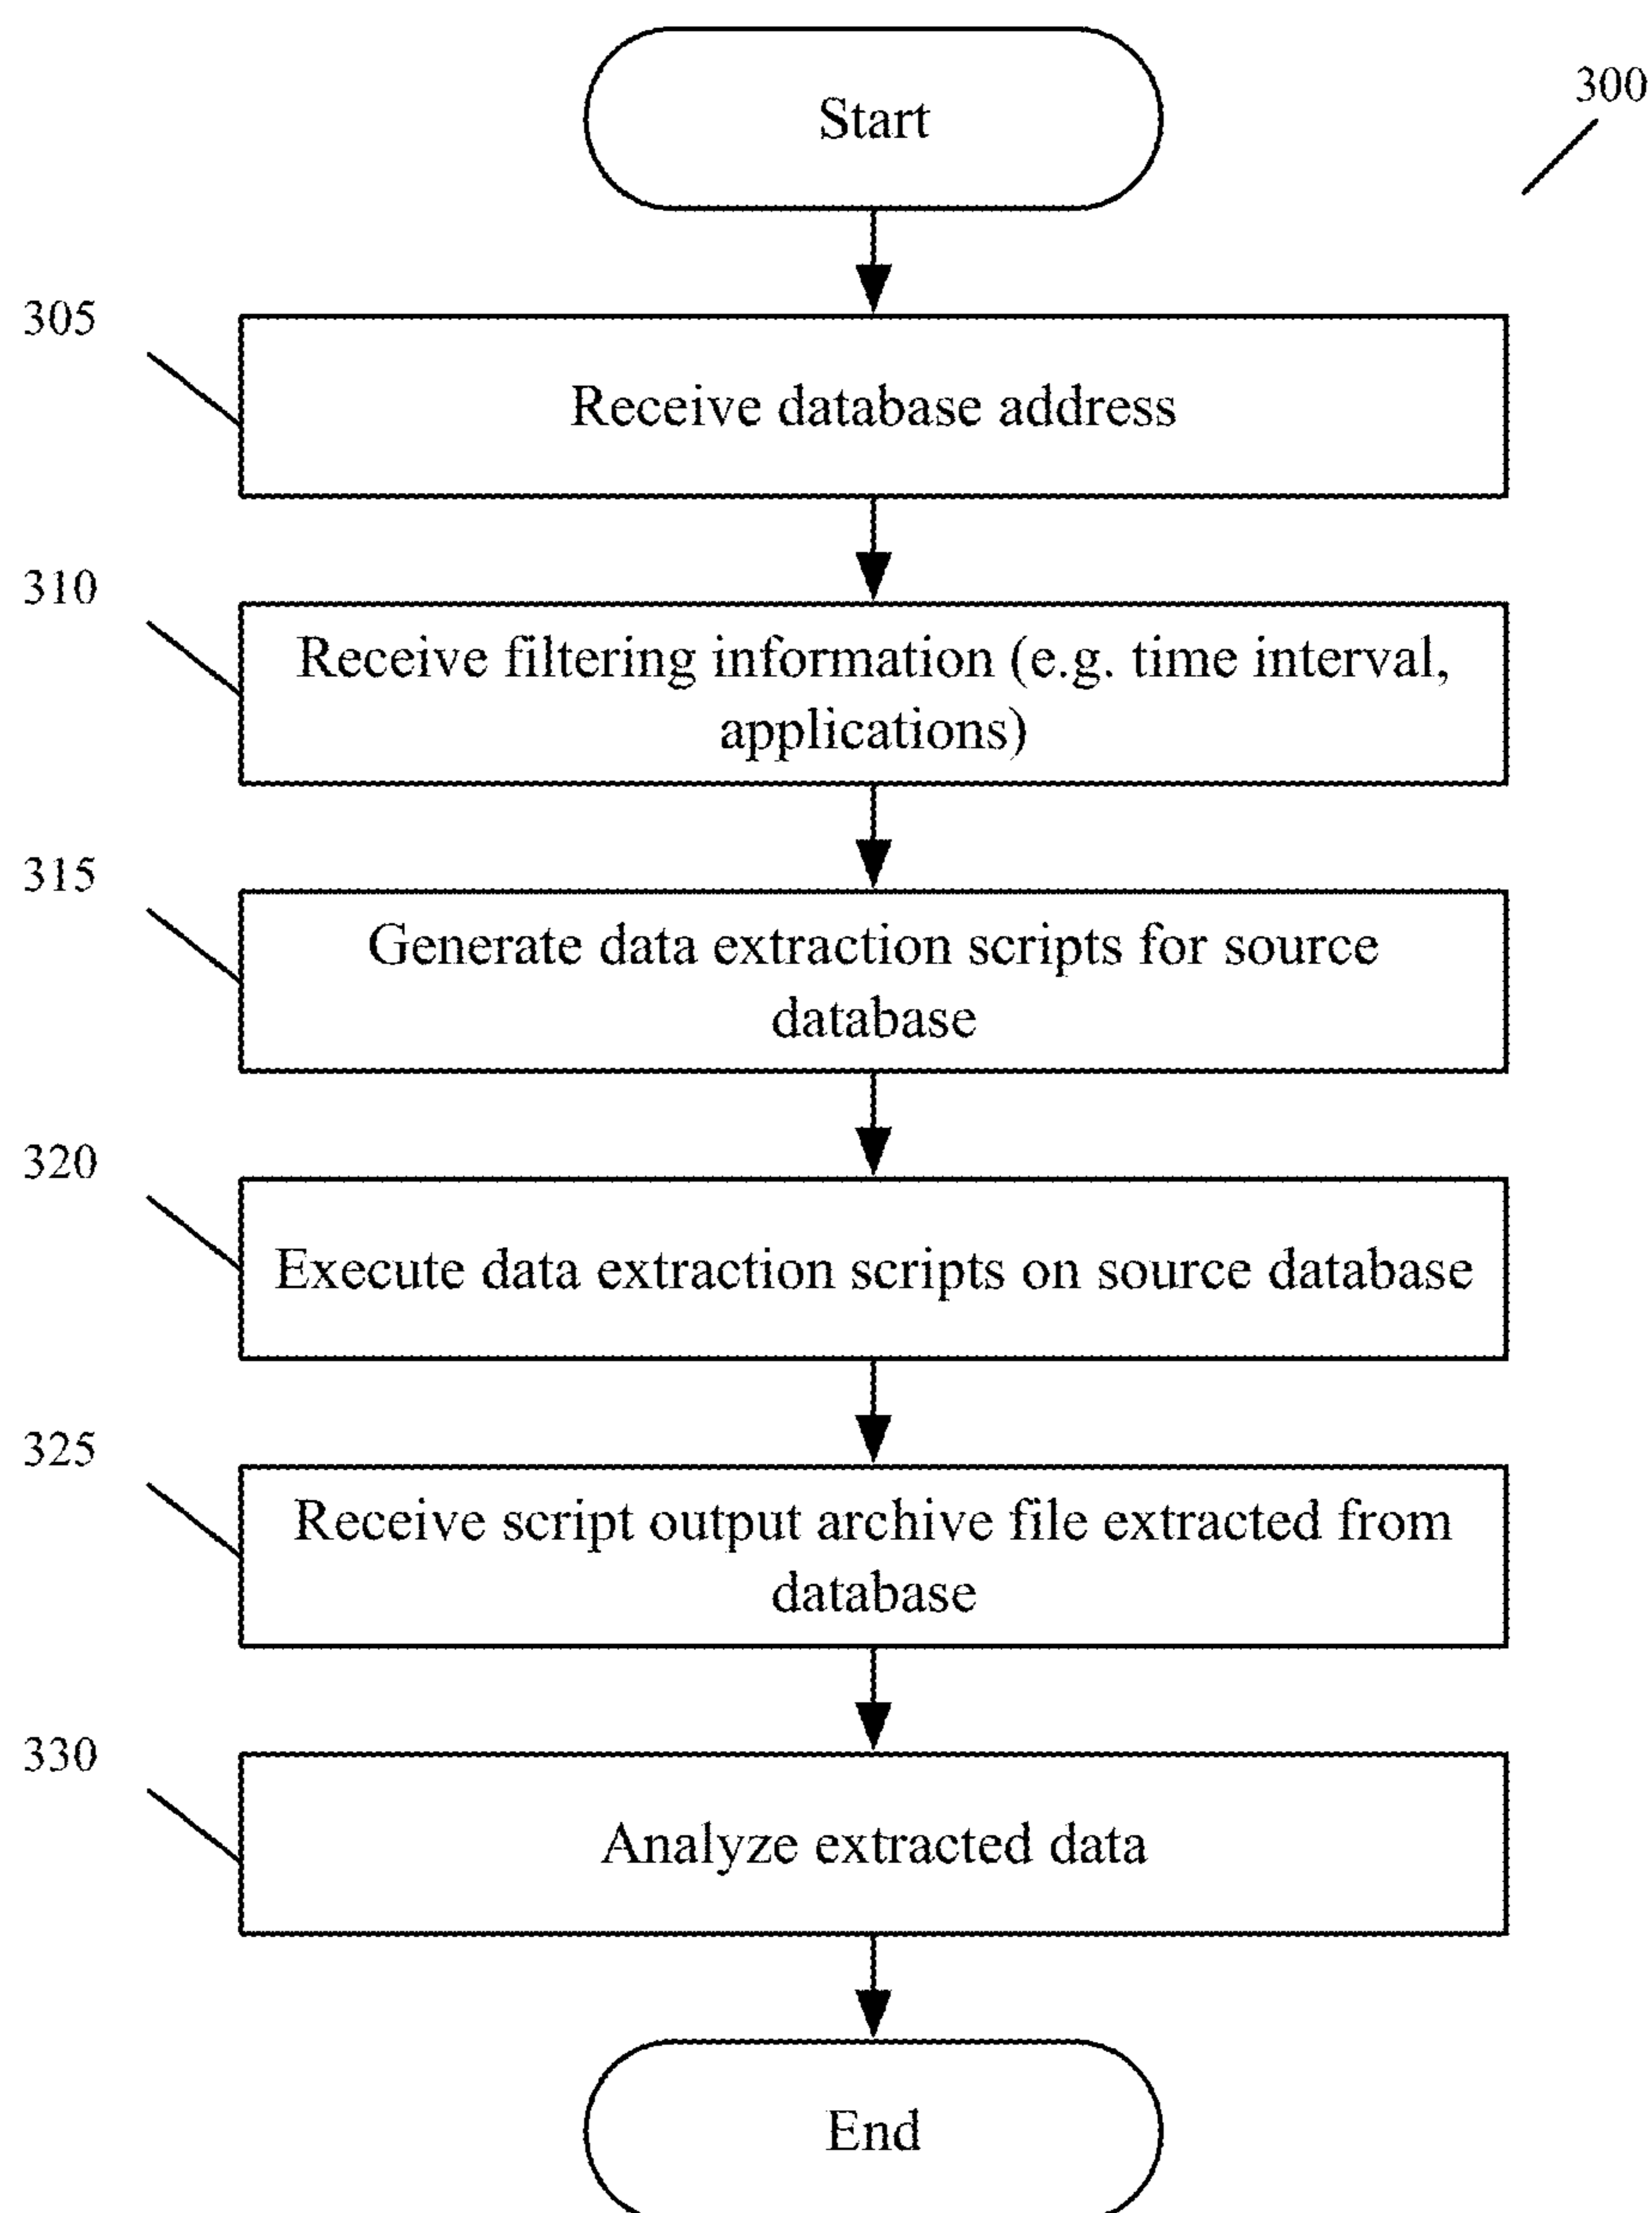 Start
300
305
Receive database address
310
Receive filtering information (e.g. time interval,
applications)
315
Generate data extraction scripts for source
database
320
Execute data extraction scripts on source database
325
Receive script output archive file extracted from
database
330
Analyze extracted data
End